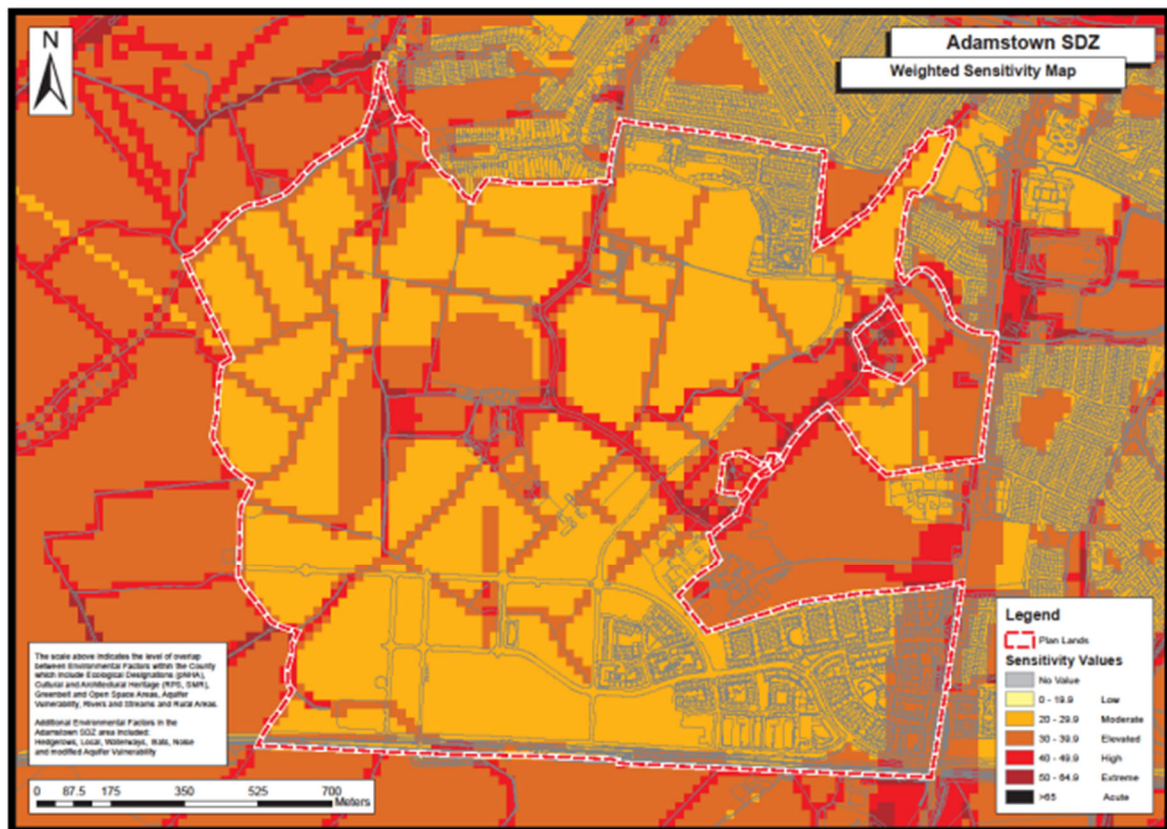 N
Adamstown SDZ
Weighted Sensitivity Map
The scale above indicates the level of overlap
between Environmental Factors within the County
which include Ecological Designations (pNHA),
Cultural and Architectural Heritage (RPS, SMR),
Greenbelt and Open Space Areas, Aquifer
Vulnerability, Rivers and Streams and Rural Areas.
Additional Environmental Factors in the
Adamstown SDZ area included:
Hedgerows, Local, Waterways, Bats, Noise
and modified Aquifer Vulnerability
0 87.5 175 350 525 700
Meters
Legend
Plan Lands
Sensitivity Values
No Value
0 - 19.9 Low
20 - 29.9 Moderate
30 - 39.9 Elevated
40 - 49.9 High
50 - 64.9 Extreme
>65 Acute